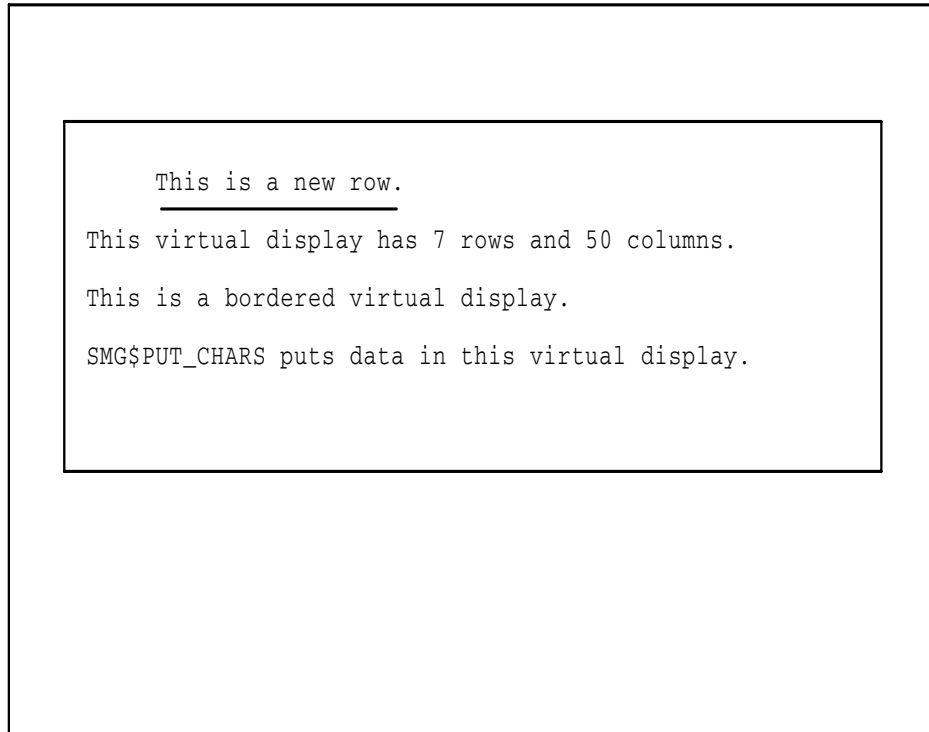 This is a new row.
This virtual display has 7 rows and 50 columns.
This is a bordered virtual display.
SMG$PUT_CHARS puts data in this virtual display.